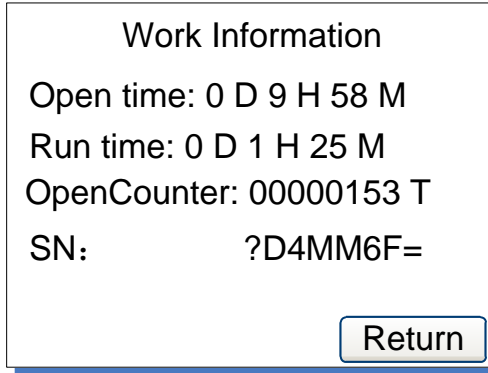 Work Information
Open time: 0 D 9 H 58 M
Run time: 0 D 1 H 25 M
OpenCounter: 00000153 T
SN： ?D4MM6F=
Return